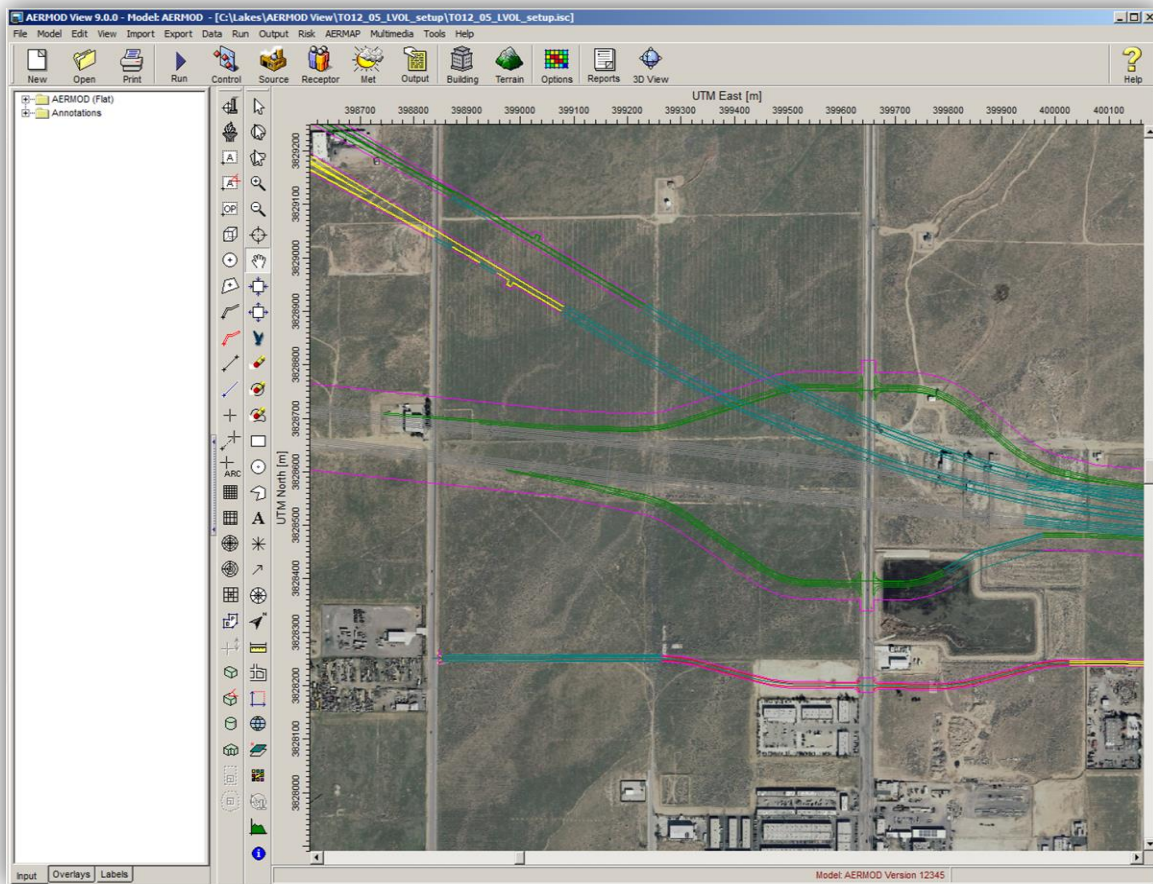 AERMOD View 9.0.0 - Model: AERMOD - [C:\Lakes\AERMOD View\TO12_05_LVOL_setup\TO12_05_LVOL_setup.isc]
File Model Edit View Import Export Data Run Output Risk AERMAP Multimedia Tools Help
New Open Print Run Control Source Receptor Met Output Building Terrain Options Reports 3D View Help
AERMOD (Flat)
Annotations
UTM East [m]
398700 398800 398900 399000 399100 399200 399300 399400 399500 399600 399700 399800 399900 400000 400100
3829200
3829100
3829000
3828900
3828800
3828700
3828600
3828500
3828400
3828300
3828200
3828100
3828000
UTM North [m]
A
A
OP
ARC
A
N
Input Overlays Labels
Model: AERMOD Version 12345